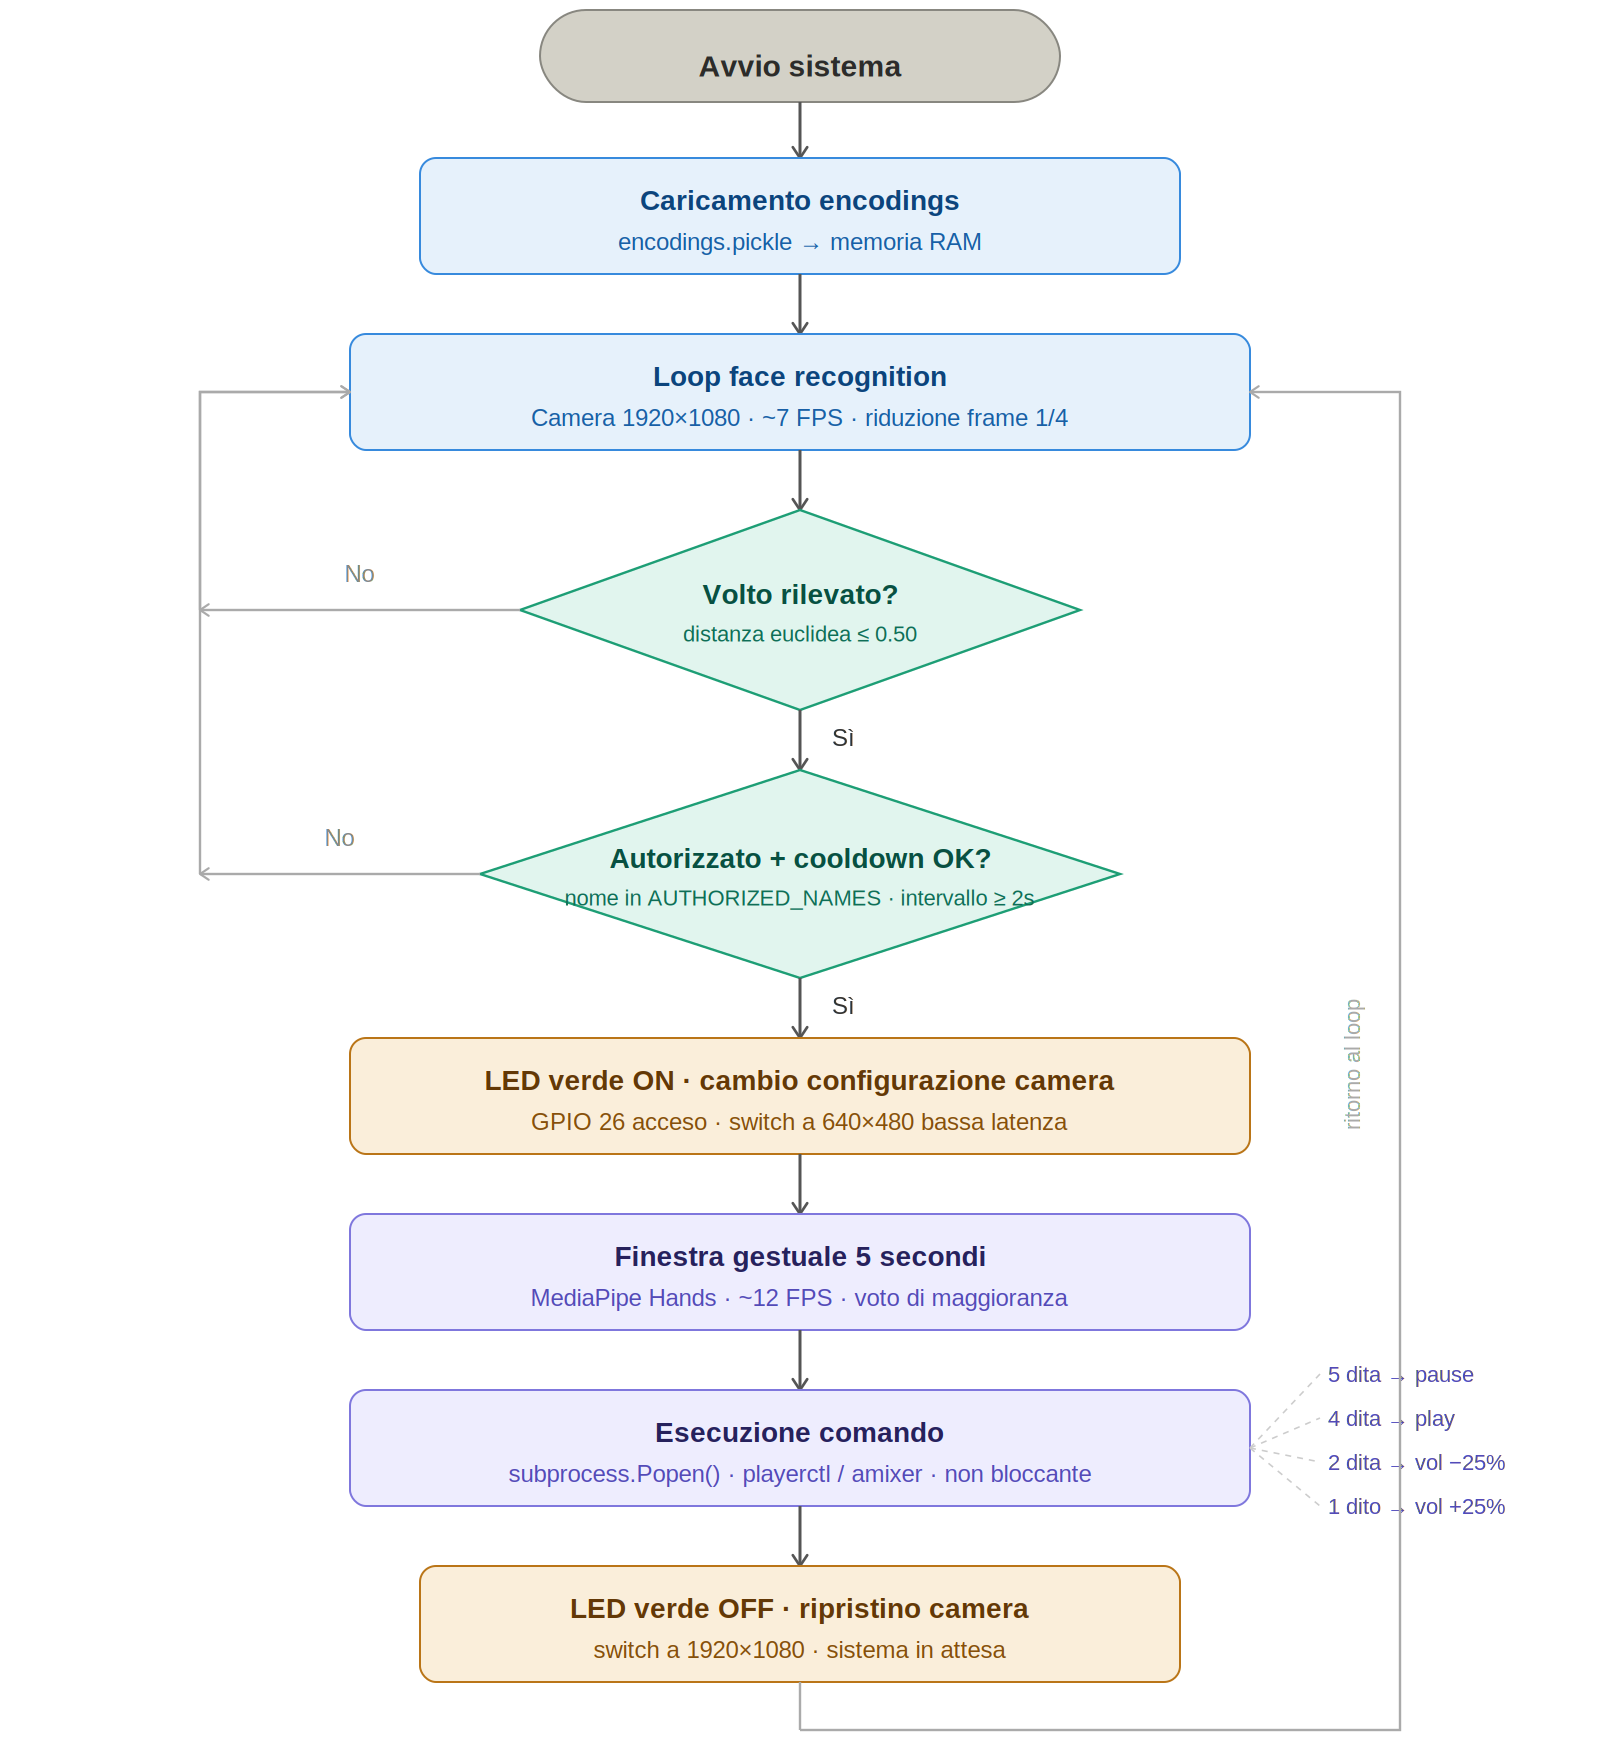 Avvio sistema
Caricamento encodings
encodings.pickle → memoria RAM
Loop face recognition
Camera 1920×1080 · ~7 FPS · riduzione frame 1/4
No
Volto rilevato?
distanza euclidea ≤ 0.50
Sì
No
Autorizzato + cooldown OK?
nome in AUTHORIZED_NAMES · intervallo ≥ 2s
Sì
ritorno al loop
LED verde ON · cambio configurazione camera
GPIO 26 acceso · switch a 640×480 bassa latenza
Finestra gestuale 5 secondi
MediaPipe Hands · ~12 FPS · voto di maggioranza
Esecuzione comando
subprocess.Popen() · playerctl / amixer · non bloccante
5 dita → pause
4 dita → play
2 dita → vol −25%
1 dito → vol +25%
LED verde OFF · ripristino camera
switch a 1920×1080 · sistema in attesa